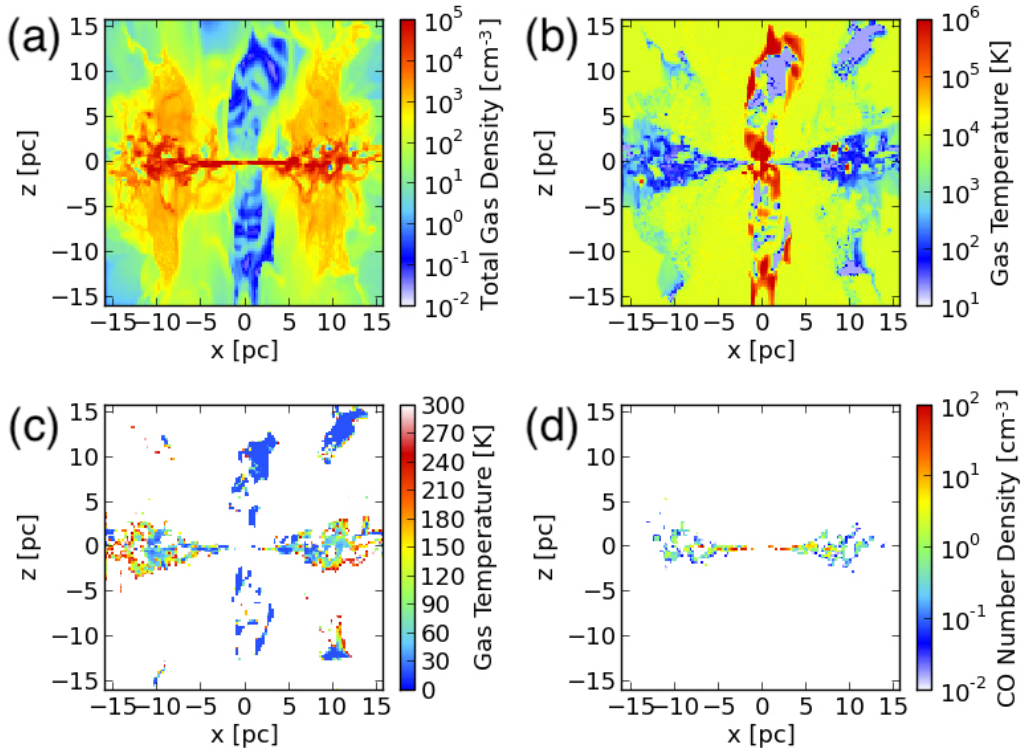 (a)
15
10
5
0
−5
−10
−15
z [pc]
−15 −10 −5 0 5 10 15
x [pc]
10^5
10^4
10^3
10^2
10^1
10^0
10^-1
10^-2
Total Gas Density [cm^-3]
(b)
15
10
5
0
−5
−10
−15
z [pc]
−15 −10 −5 0 5 10 15
x [pc]
10^6
10^5
10^4
10^3
10^2
10^1
Gas Temperature [K]
(c)
15
10
5
0
−5
−10
−15
z [pc]
−15 −10 −5 0 5 10 15
x [pc]
300
270
240
210
180
150
120
90
60
30
0
Gas Temperature [K]
(d)
15
10
5
0
−5
−10
−15
z [pc]
−15 −10 −5 0 5 10 15
x [pc]
10^2
10^1
10^0
10^-1
10^-2
CO Number Density [cm^-3]